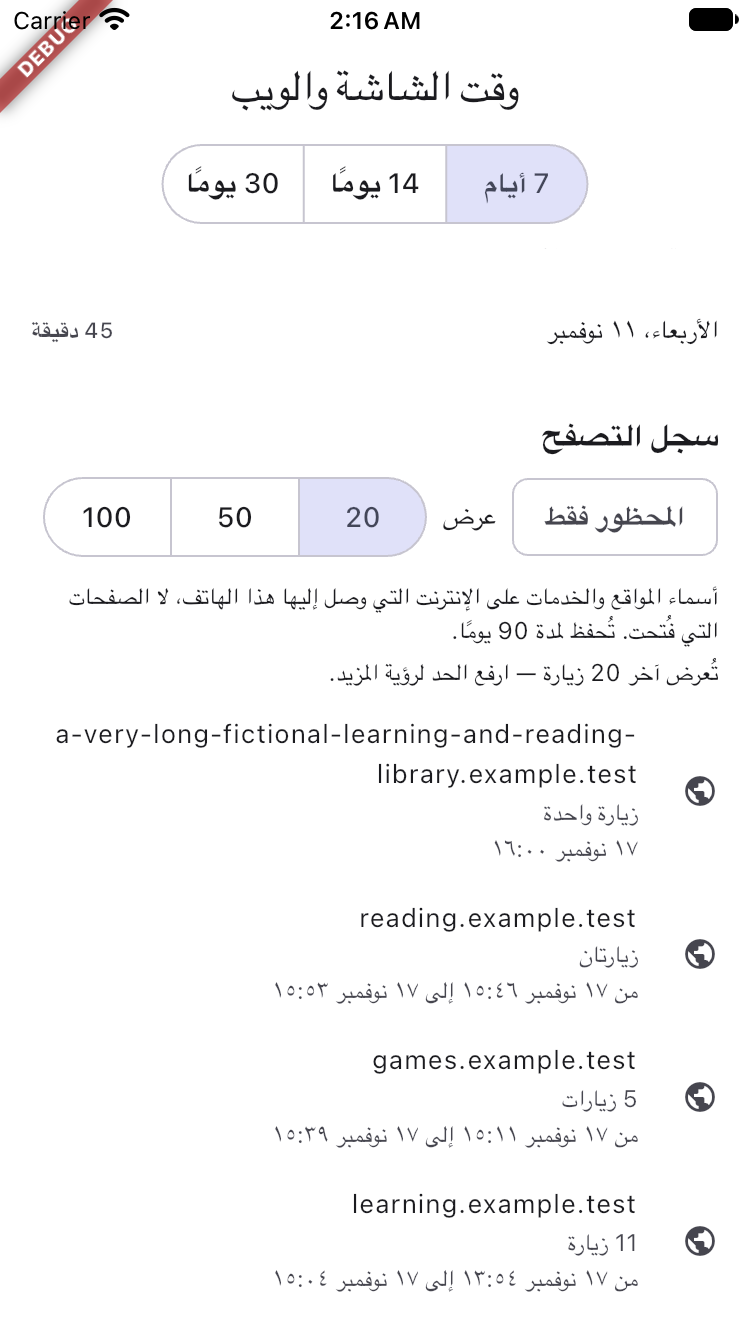 Carrier 2:16 AM
DEBUG
وقت الشاشة والويب
7 أيام 14 يومًا 30 يومًا
الأربعاء، ١١ نوفمبر 45 دقيقة
سجل التصفح
المحظور فقط عرض 20 50 100
أسماء المواقع والخدمات على الإنترنت التي وصل إليها هذا الهاتف، لا الصفحات
التي فُتحت. تُحفظ لمدة 90 يومًا.
تُعرض آخر 20 زيارة — ارفع الحد لرؤية المزيد.
a-very-long-fictional-learning-and-reading-
library.example.test
زيارة واحدة
١٧ نوفمبر ١٦:٠٠
reading.example.test
زيارتان
من ١٧ نوفمبر ١٥:٤٦ إلى ١٧ نوفمبر ١٥:٥٣
games.example.test
5 زيارات
من ١٧ نوفمبر ١٥:١١ إلى ١٧ نوفمبر ١٥:٣٩
learning.example.test
11 زيارة
من ١٧ نوفمبر ١٣:٥٤ إلى ١٧ نوفمبر ١٥:٠٤